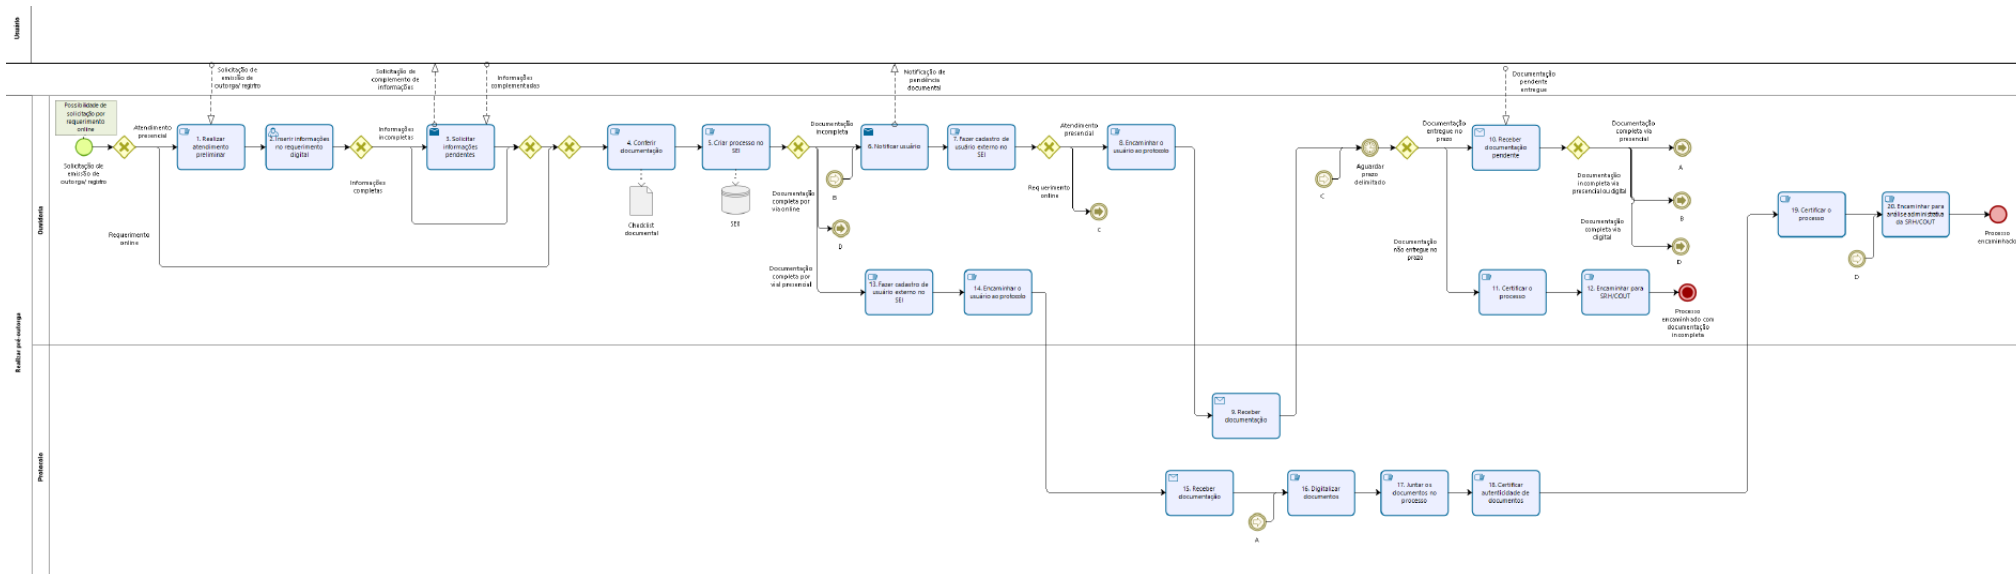 Usuário
Realizar pré-outorga
Ouvidoria
Protocolo
Possibilidade de
solicitação por
requerimento
online
Solicitação de
emissão de
outorga/ registro
Atendimento
presencial
Requerimento
online
Solicitação de
emissão de
outorga/ registro
1. Realizar
atendimento
preliminar
2. Inserir informações
no requerimento
digital
Informações
incompletas
Informações
completas
Solicitação de
complemento de
informações
Informações
complementadas
3. Solicitar
informações
pendentes
4. Conferir
documentação
Checklist
documental
5. Criar processo no
SEI
SEI
Documentação
incompleta
Documentação
completa por
via online
Documentação
completa por
vial presencial
B
D
Notificação de
pendência
documental
6. Notificar usuário
7. Fazer cadastro de
usuário externo no
SEI
Atendimento
presencial
Requerimento
online
C
8. Encaminhar o
usuário ao protocolo
13. Fazer cadastro de
usuário externo no
SEI
14. Encaminhar o
usuário ao protocolo
9. Receber
documentação
C
Aguardar
prazo
delimitado
Documentação
entregue no
prazo
Documentação
não entregue no
prazo
Documentação
pendente
entregue
10. Receber
documentação
pendente
Documentação
completa via
presencial
Documentação
incompleta via
presencial ou digital
Documentação
completa via
digital
A
B
D
11. Certificar o
processo
12. Encaminhar para
SRH/COUT
Processo
encaminhado com
documentação
incompleta
15. Receber
documentação
A
16. Digitalizar
documentos
17. Juntar os
documentos no
processo
18. Certificar
autenticidade de
documentos
19. Certificar o
processo
D
20. Encaminhar para
análise administrativa
da SRH/COUT
Processo
encaminhado